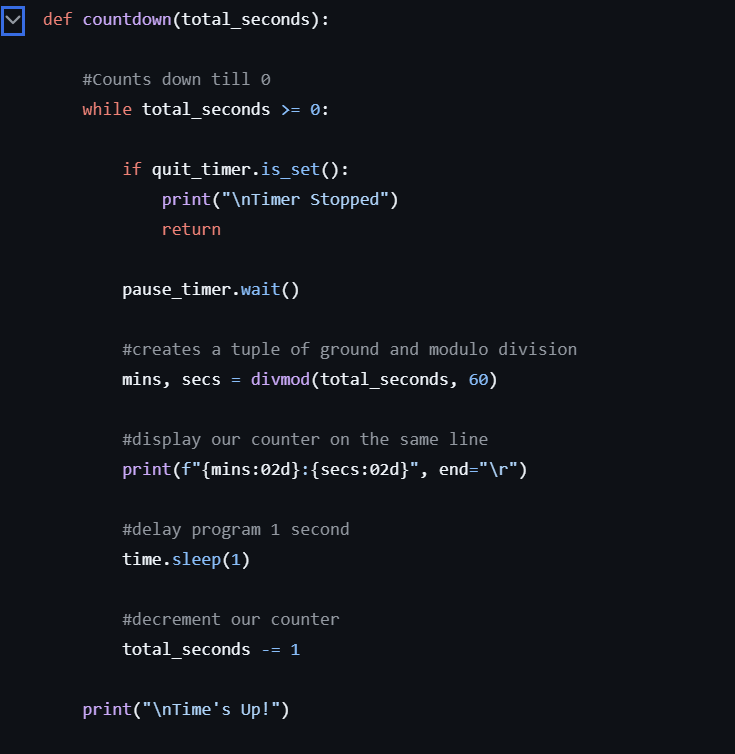 def countdown(total_seconds):
#Counts down till 0
while total_seconds >= 0:
if quit_timer.is_set():
print("\nTimer Stopped")
return
pause_timer.wait()
#creates a tuple of ground and modulo division
mins, secs = divmod(total_seconds, 60)
#display our counter on the same line
print(f"{mins:02d}:{secs:02d}", end="\r")
#delay program 1 second
time.sleep(1)
#decrement our counter
total_seconds -= 1
print("\nTime's Up!")